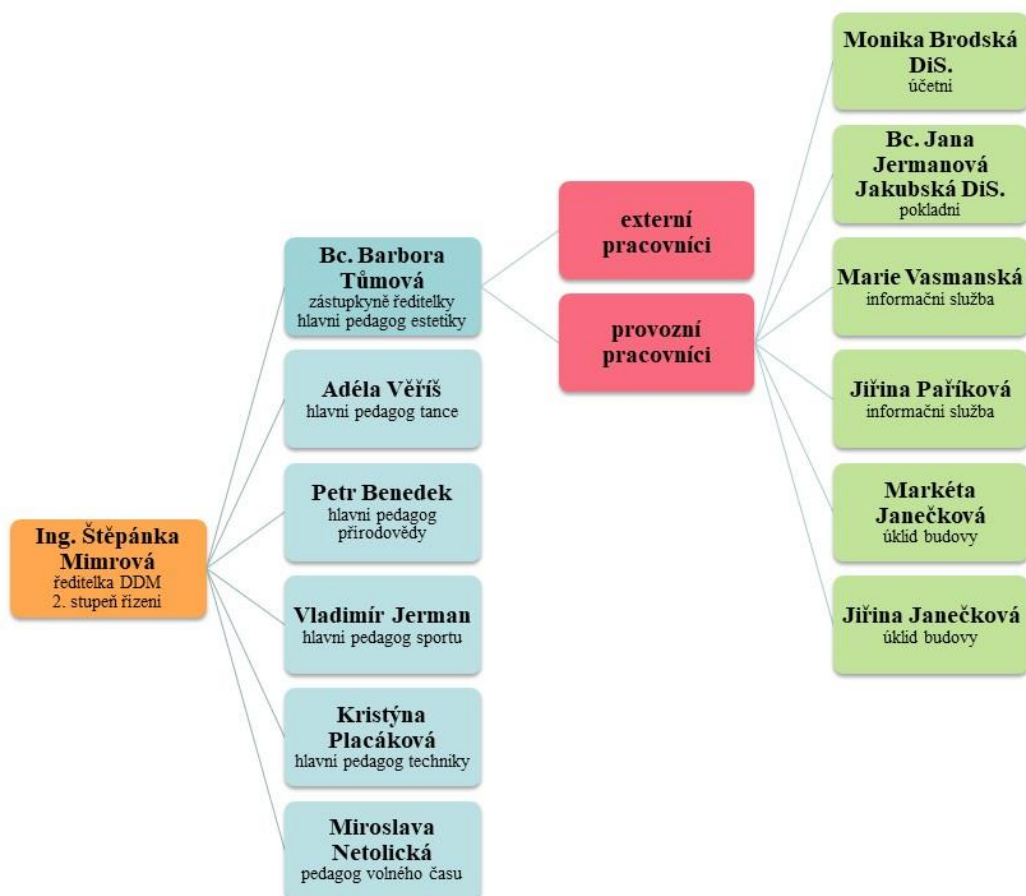 Ing. Štěpánka
Mimrová
ředitelka DDM
2. stupeň řízení
Bc. Barbora
Tůmová
zástupkyně ředitelky
hlavní pedagog estetiky
Adéla Věříš
hlavní pedagog tance
Petr Benedek
hlavní pedagog
přírodovědy
Vladimír Jerman
hlavní pedagog sportu
Kristýna
Placáková
hlavní pedagog techniky
Miroslava
Netolická
pedagog volného času
externí
pracovníci
provozní
pracovníci
Monika Brodská
DiS.
účetní
Bc. Jana
Jermanová
Jakubská DiS.
pokladní
Marie Vasmanská
informační služba
Jiřina Paříková
informační služba
Markéta
Janečková
úklid budovy
Jiřina Janečková
úklid budovy